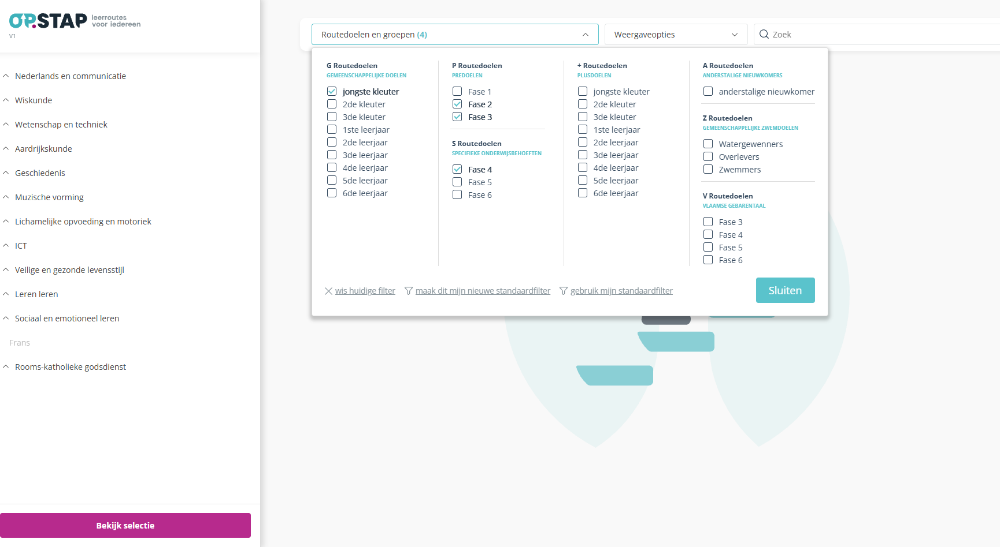 OP.STAP leerroutes
voor iedereen
V1
Nederlands en communicatie
Wiskunde
Wetenschap en techniek
Aardrijkskunde
Geschiedenis
Muzische vorming
Lichamelijke opvoeding en motoriek
ICT
Veilige en gezonde levensstijl
Leren leren
Sociaal en emotioneel leren
Frans
Rooms-katholieke godsdienst
Bekijk selectie
Routedoelen en groepen (4)
Weergaveopties
Zoek
G Routedoelen
GEMEENSCHAPPELIJKE DOELEN
jongste kleuter
2de kleuter
3de kleuter
1ste leerjaar
2de leerjaar
3de leerjaar
4de leerjaar
5de leerjaar
6de leerjaar
P Routedoelen
PREDOELEN
Fase 1
Fase 2
Fase 3
S Routedoelen
SPECIFIEKE ONDERWIJSBEHOEFTEN
Fase 4
Fase 5
Fase 6
+ Routedoelen
PLUSDOELEN
jongste kleuter
2de kleuter
3de kleuter
1ste leerjaar
2de leerjaar
3de leerjaar
4de leerjaar
5de leerjaar
6de leerjaar
A Routedoelen
ANDERSTALIGE NIEUWKOMERS
anderstalige nieuwkomer
Z Routedoelen
GEMEENSCHAPPELIJKE ZWEMDOELEN
Watergewenners
Overlevers
Zwemmers
V Routedoelen
VLAAMSE GEBARENTAAL
Fase 3
Fase 4
Fase 5
Fase 6
wis huidige filter
maak dit mijn nieuwe standaardfilter
gebruik mijn standaardfilter
Sluiten